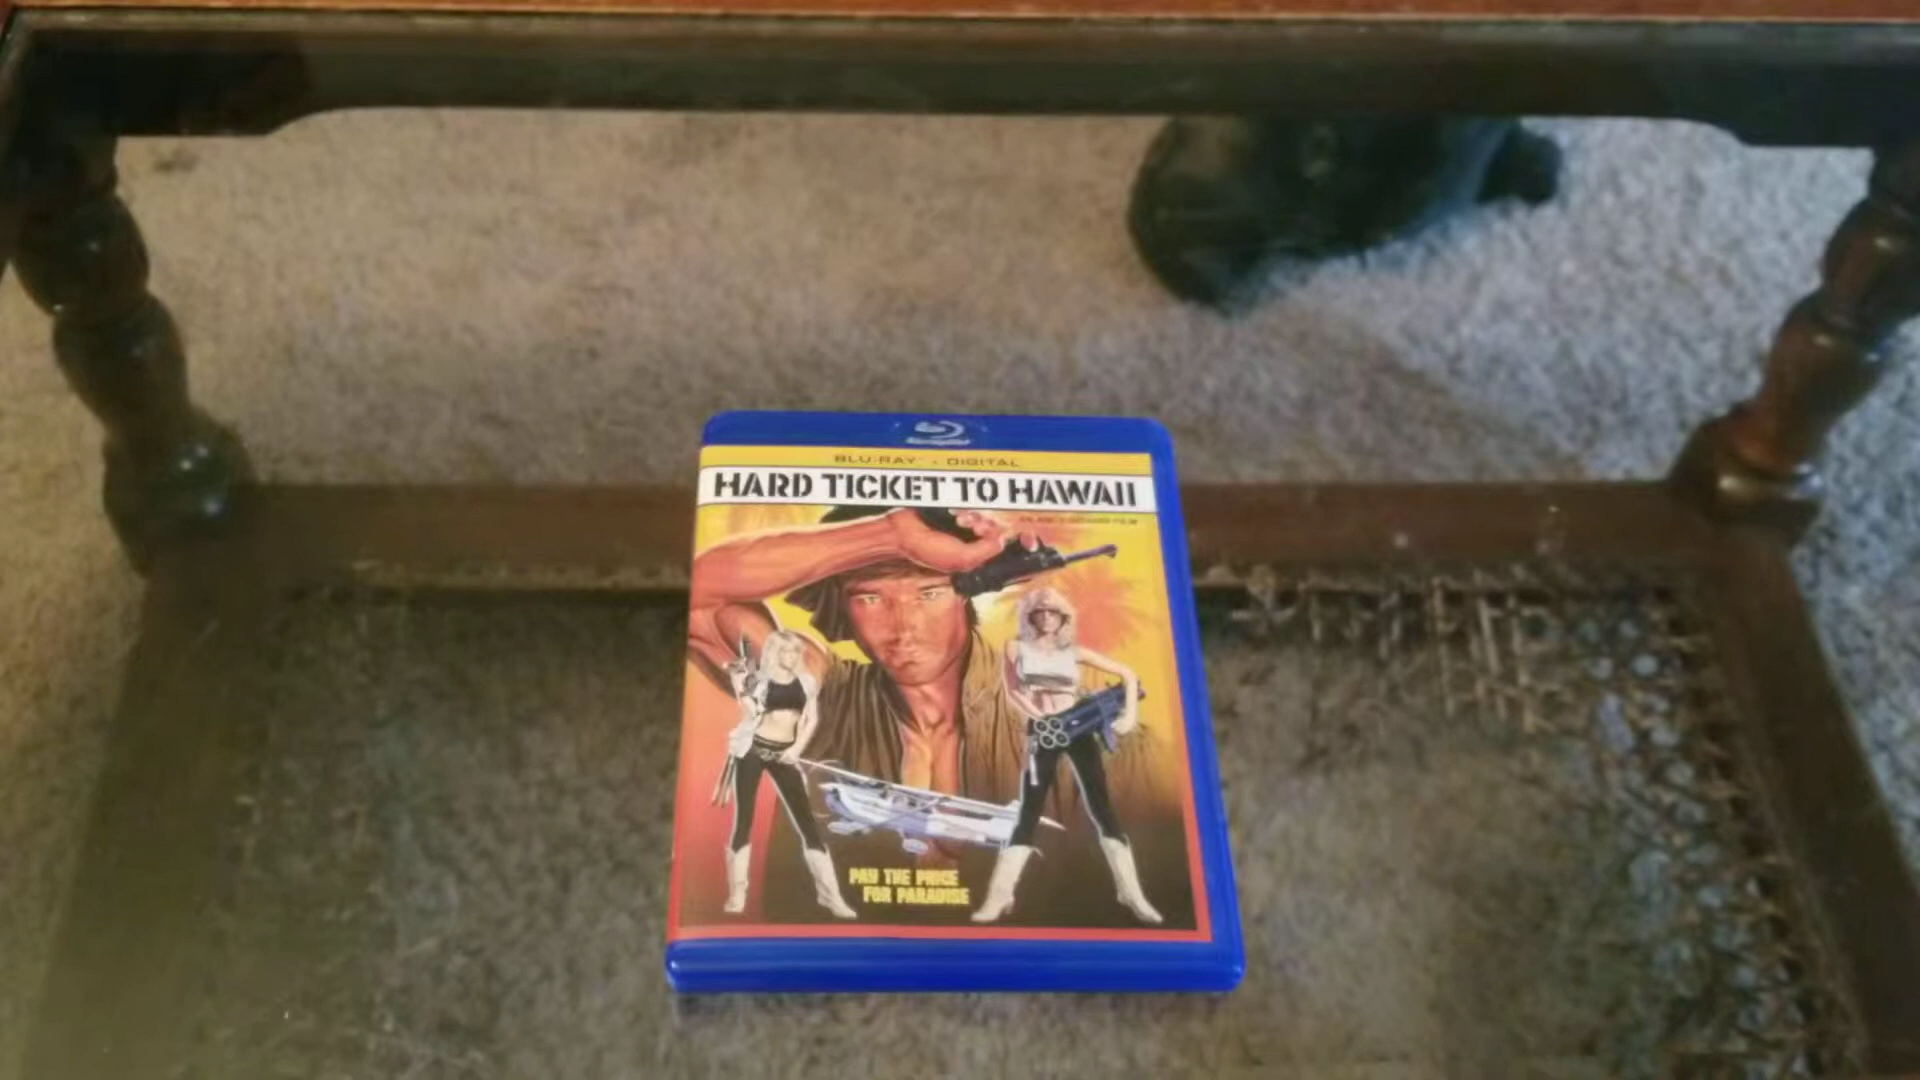 BLU-RAY + DIGITAL
HARD TICKET TO HAWAII
PAY THE PRICE
FOR PARADISE